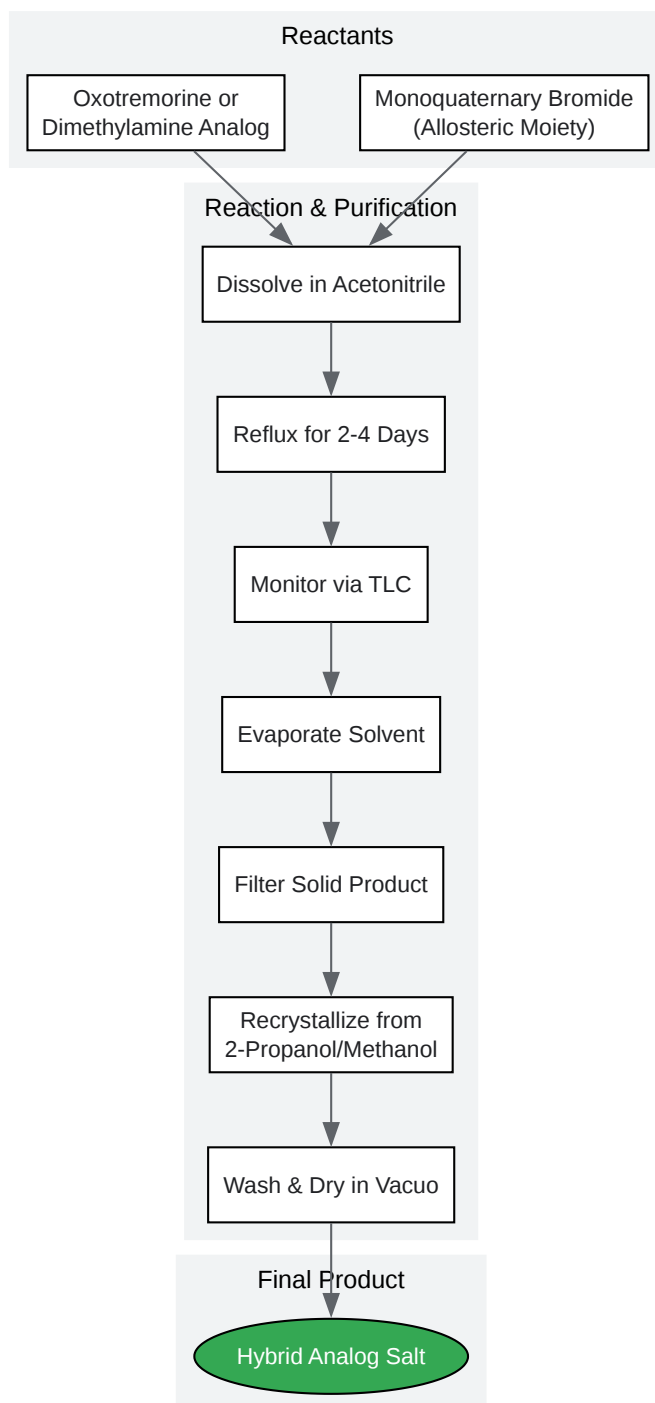 Reactants
Oxotremorine or
Dimethylamine Analog
Monoquaternary Bromide
(Allosteric Moiety)
Reaction & Purification
Dissolve in Acetonitrile
Reflux for 2-4 Days
Monitor via TLC
Evaporate Solvent
Filter Solid Product
Recrystallize from
2-Propanol/Methanol
Wash & Dry in Vacuo
Final Product
Hybrid Analog Salt